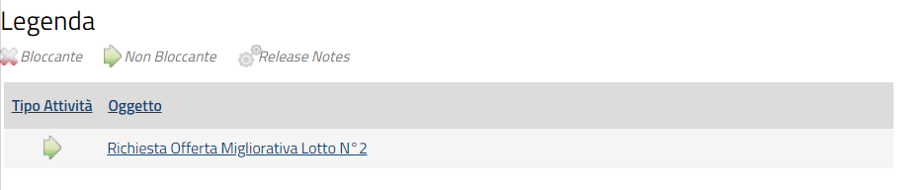 Legenda
Bloccante Non Bloccante Release Notes
Tipo Attività Oggetto
Richiesta Offerta Migliorativa Lotto N°2